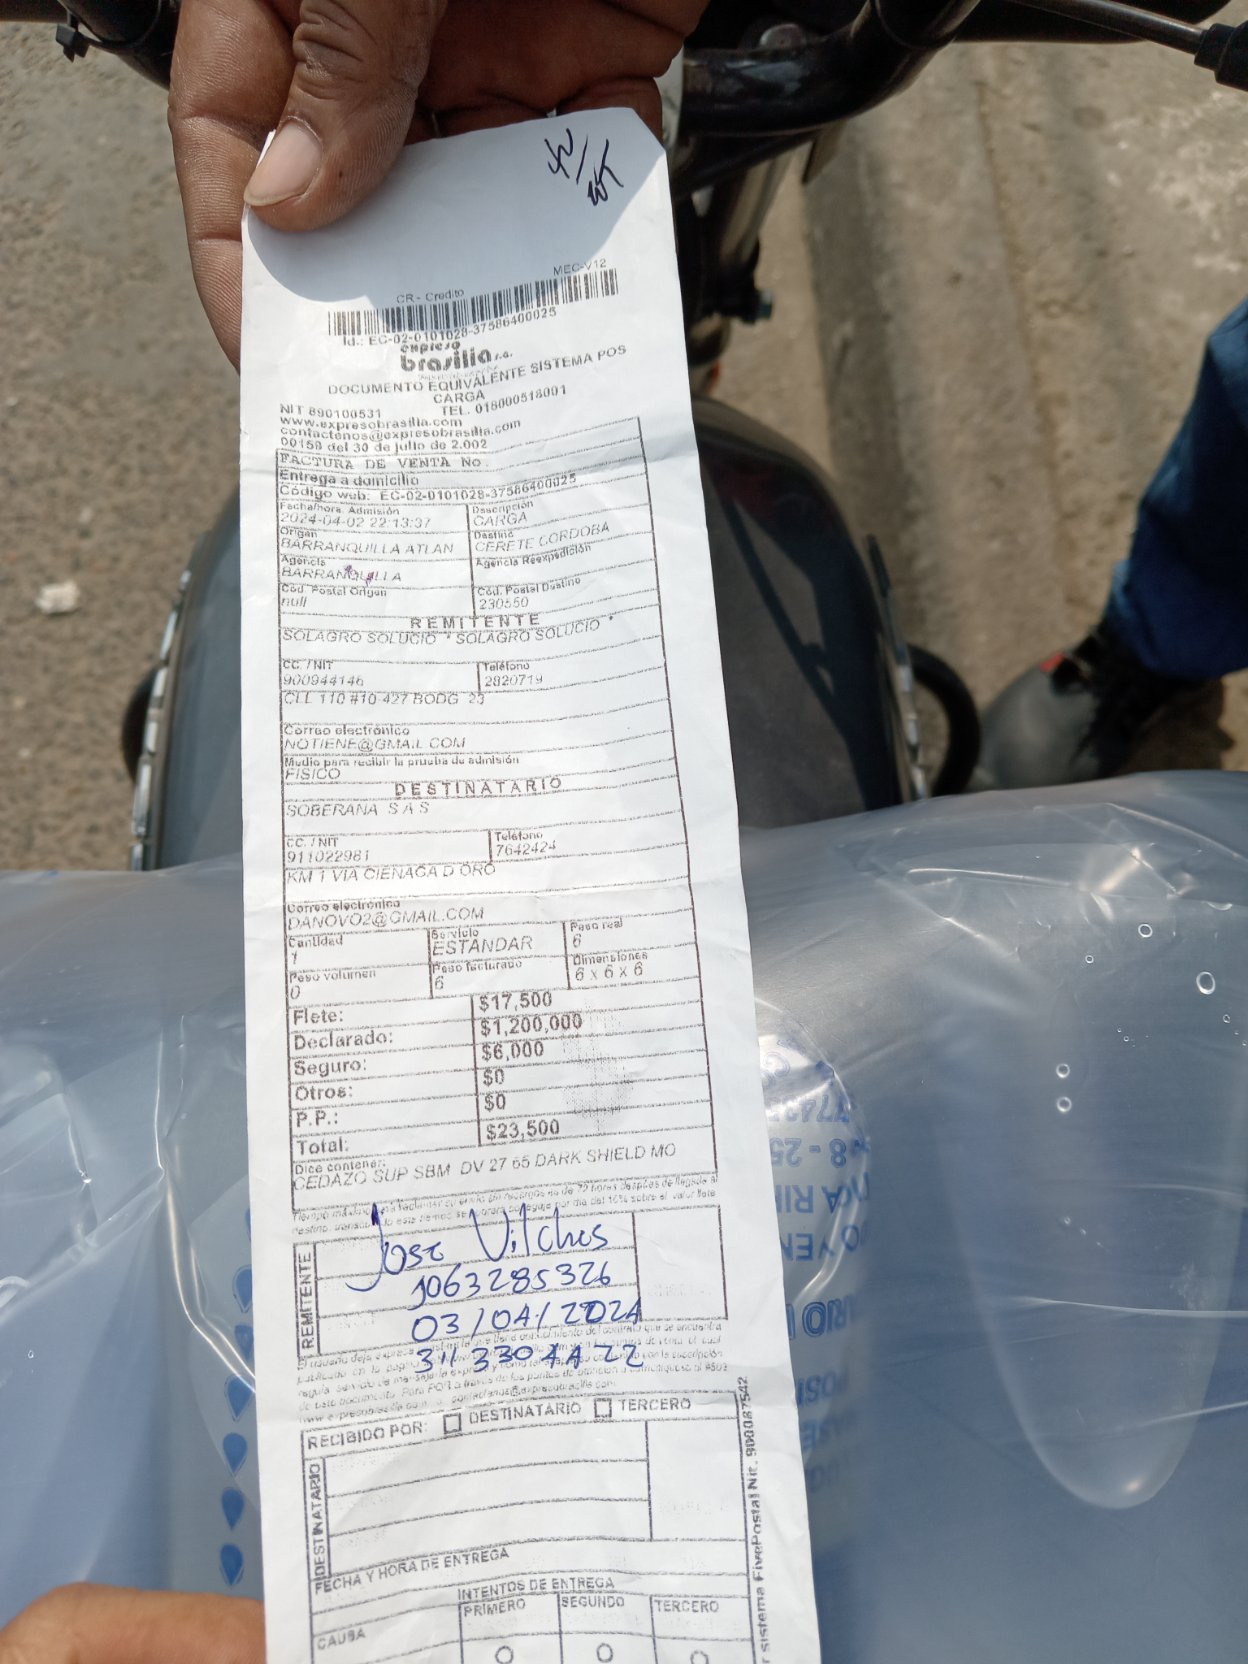 MEC-V12
CR - Credito
Id.: EC-02-0101028-37586400025
expreso
brasilia s.a.
DOCUMENTO EQUIVALENTE SISTEMA POS
CARGA
NIT 890100531 TEL. 018000518001
www.expresobrasilia.com
contactenos@expresobrasilia.com
00158 del 30 de julio de 2.002
FACTURA DE VENTA No.
Entrega a domicilio
Código web: EC-02-0101028-37586400025
Fecha/hora Admisión Descripción
2024-04-02 22:13:37 CARGA
Origen Destino
BARRANQUILLA ATLAN CERETE CORDOBA
Agencia Agencia Reexpedición
BARRANQUILLA
Cod. Postal Origen Cód. Postal Destino
null 230550
REMITENTE
SOLAGRO SOLUCIO * SOLAGRO SOLUCIO *
CC. / NIT Teléfono
900944146 2820719
CLL 110 #10-427 BODG 23
Correo electrónico
NOTIENE@GMAIL.COM
Medio para recibir la prueba de admisión
FISICO
DESTINATARIO
SOBERANA S A S
CC. / NIT Teléfono
911022981 7642424
KM 1 VIA CIENAGA D ORO
Correo electrónico
DANOVO2@GMAIL.COM
Cantidad Servicio Peso real
1 ESTANDAR 6
Peso volumen Peso facturado Dimensiones
0 6 6 x 6 x 6
Flete: $17,500
Declarado: $1,200,000
Seguro: $6,000
Otros: $0
P.P.: $0
Total: $23,500
Dice contener:
CEDAZO SUP SBM DV 27 65 DARK SHIELD MO
REMITENTE
Jose Vilches
1063285326
03/04/2024
3113304422
RECIBIDO POR: DESTINATARIO TERCERO
DESTINATARIO
FECHA Y HORA DE ENTREGA
INTENTOS DE ENTREGA
PRIMERO SEGUNDO TERCERO
CAUSA
sistema FivePostal Nit. 900087542